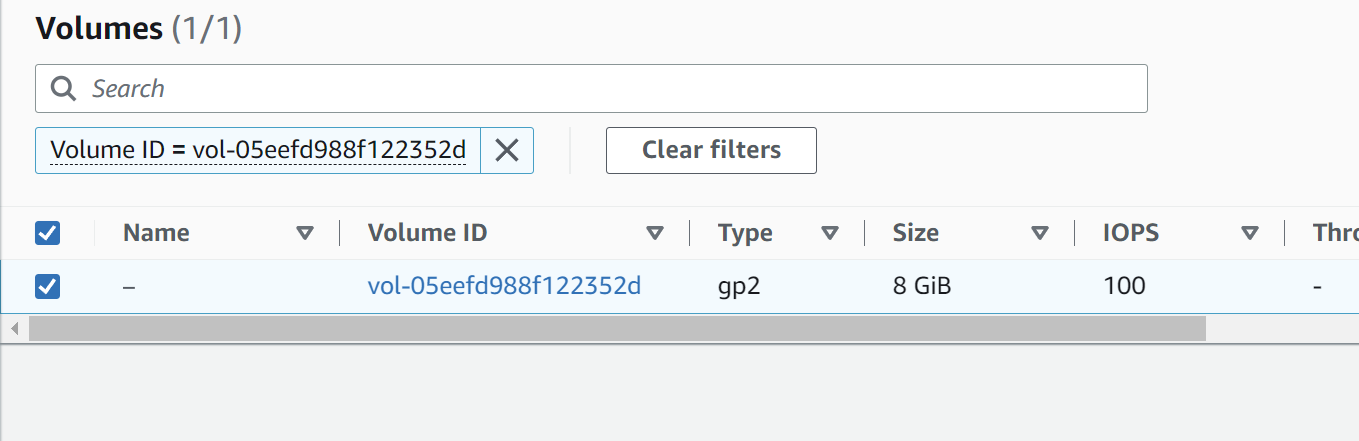 Volumes (1/1)
Search
Volume ID = vol-05eefd988f122352d
Clear filters
Name Volume ID Type Size IOPS Thro
– vol-05eefd988f122352d gp2 8 GiB 100 -